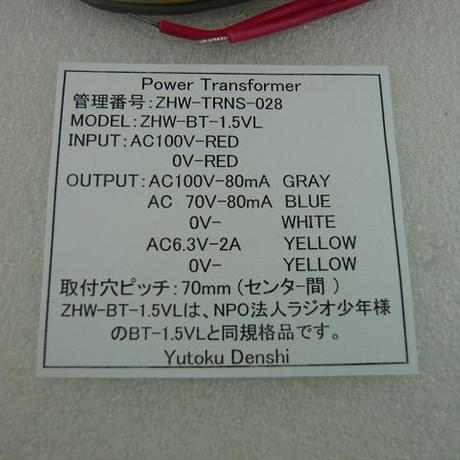 Power Transformer
管理番号:ZHW-TRNS-028
MODEL:ZHW-BT-1.5VL
INPUT:AC100V-RED
0V-RED
OUTPUT:AC100V-80mA GRAY
AC 70V-80mA BLUE
0V- WHITE
AC6.3V-2A YELLOW
0V- YELLOW
取付穴ピッチ:70mm(センタ-間)
ZHW-BT-1.5VLは、NPO法人ラジオ少年様
のBT-1.5VLと同規格品です。
Yutoku Denshi